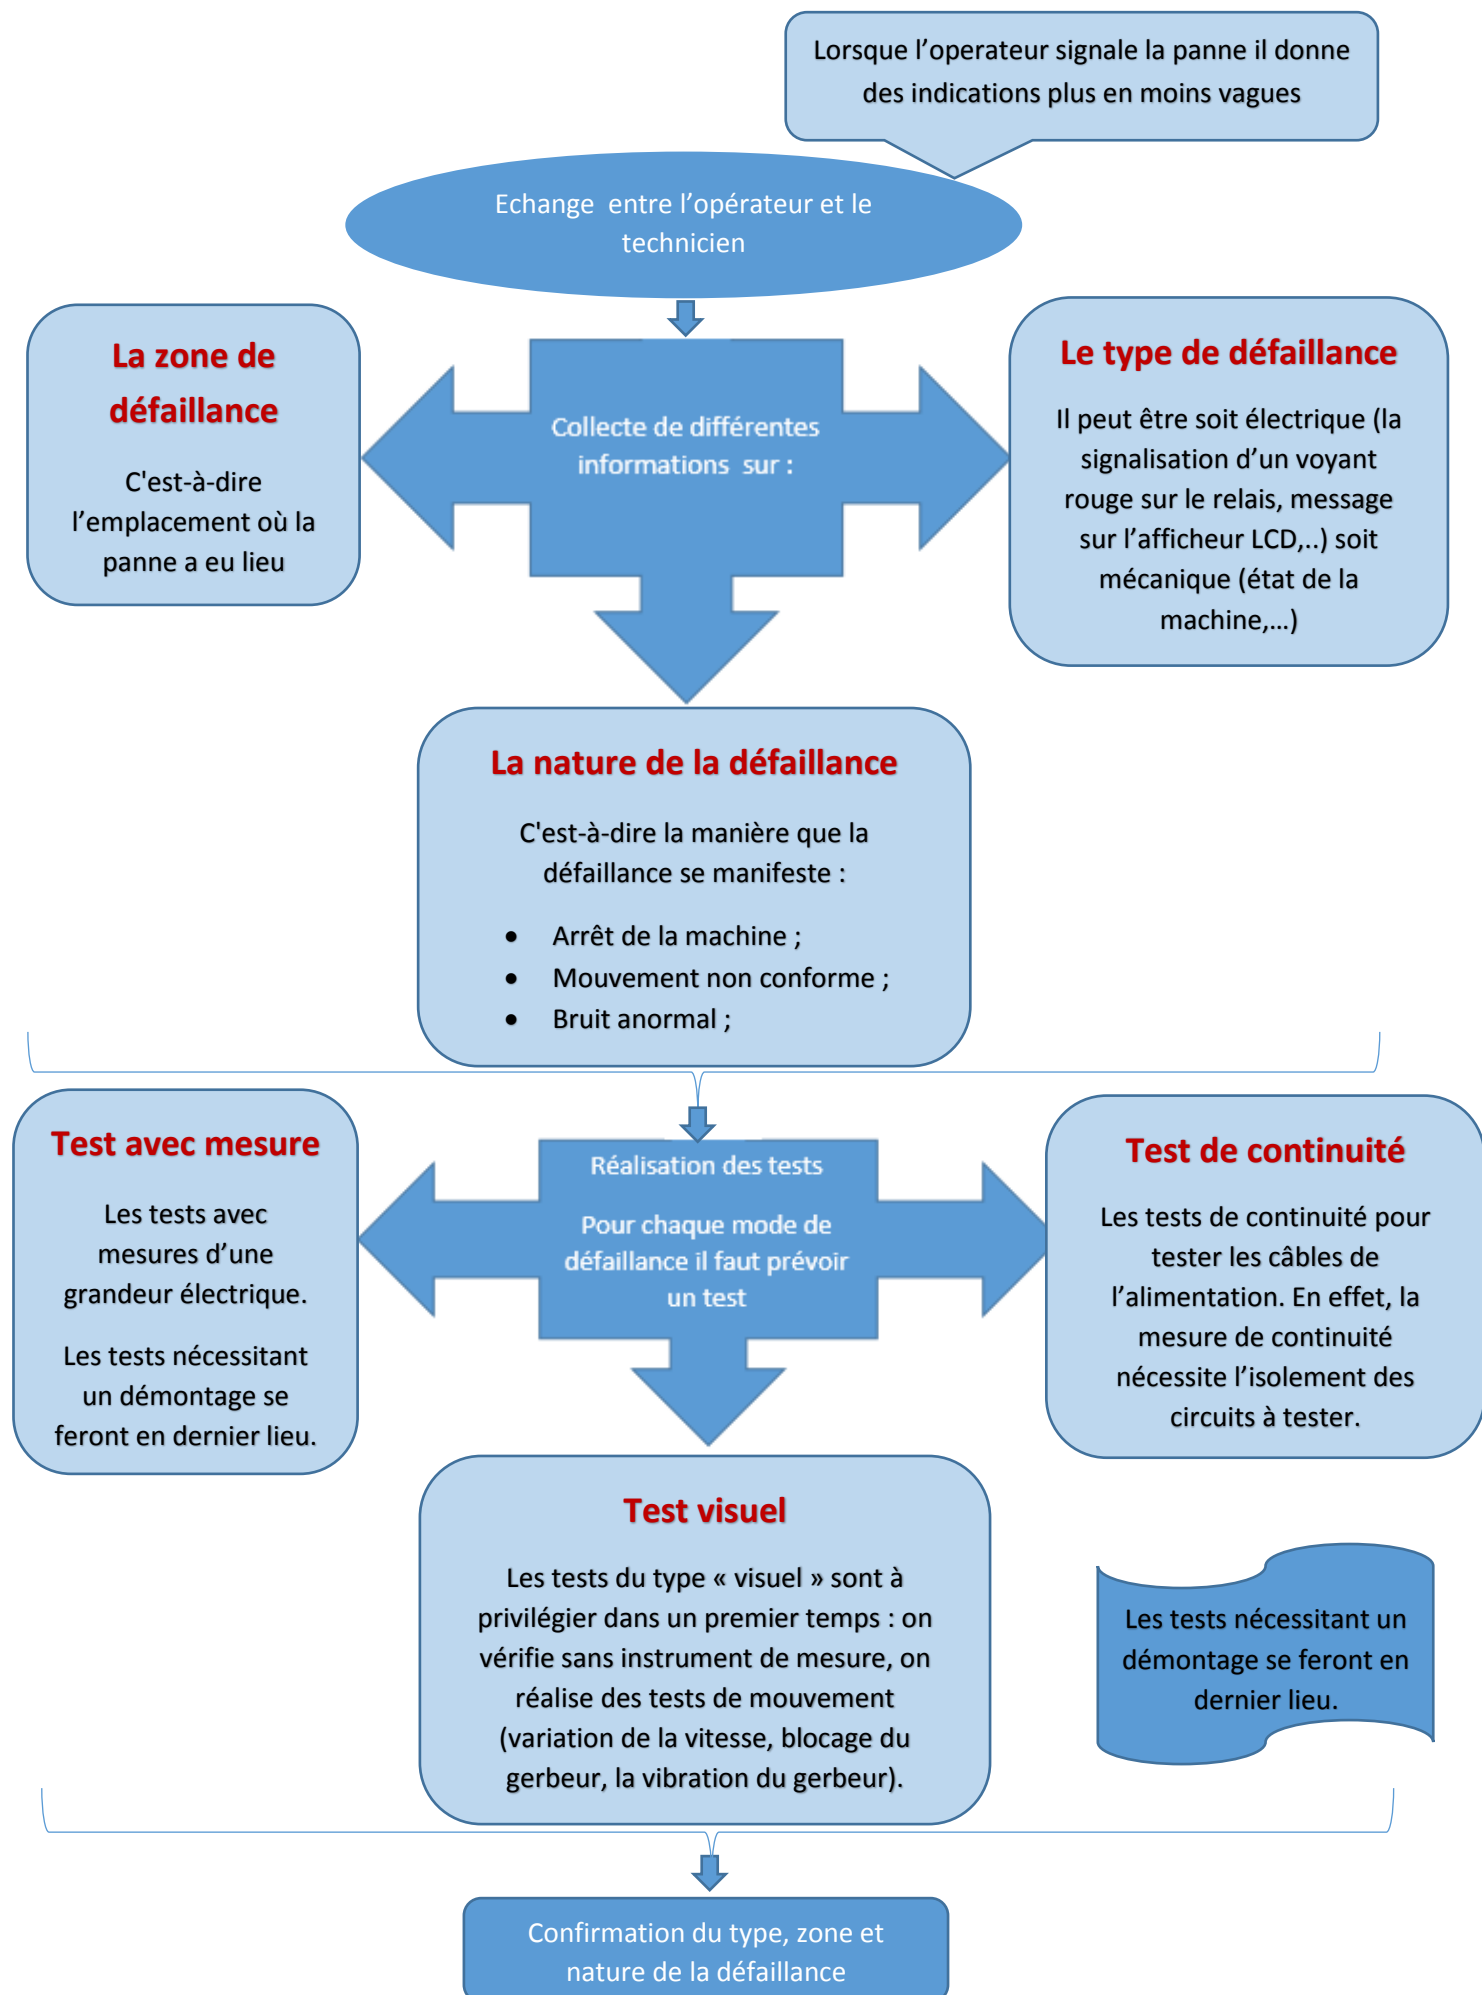 Lorsque l’operateur signale la panne il donne
des indications plus en moins vagues
Echange entre l’opérateur et le
technicien
La zone de
défaillance
C'est-à-dire
l’emplacement où la
panne a eu lieu
Collecte de différentes
informations sur :
Le type de défaillance
Il peut être soit électrique (la
signalisation d’un voyant
rouge sur le relais, message
sur l’afficheur LCD,..) soit
mécanique (état de la
machine,…)
La nature de la défaillance
C'est-à-dire la manière que la
défaillance se manifeste :
• Arrêt de la machine ;
• Mouvement non conforme ;
• Bruit anormal ;
Test avec mesure
Les tests avec
mesures d’une
grandeur électrique.
Les tests nécessitant
un démontage se
feront en dernier lieu.
Réalisation des tests
Pour chaque mode de
défaillance il faut prévoir
un test
Test de continuité
Les tests de continuité pour
tester les câbles de
l’alimentation. En effet, la
mesure de continuité
nécessite l’isolement des
circuits à tester.
Test visuel
Les tests du type « visuel » sont à
privilégier dans un premier temps : on
vérifie sans instrument de mesure, on
réalise des tests de mouvement
(variation de la vitesse, blocage du
gerbeur, la vibration du gerbeur).
Les tests nécessitant un
démontage se feront en
dernier lieu.
Confirmation du type, zone et
nature de la défaillance